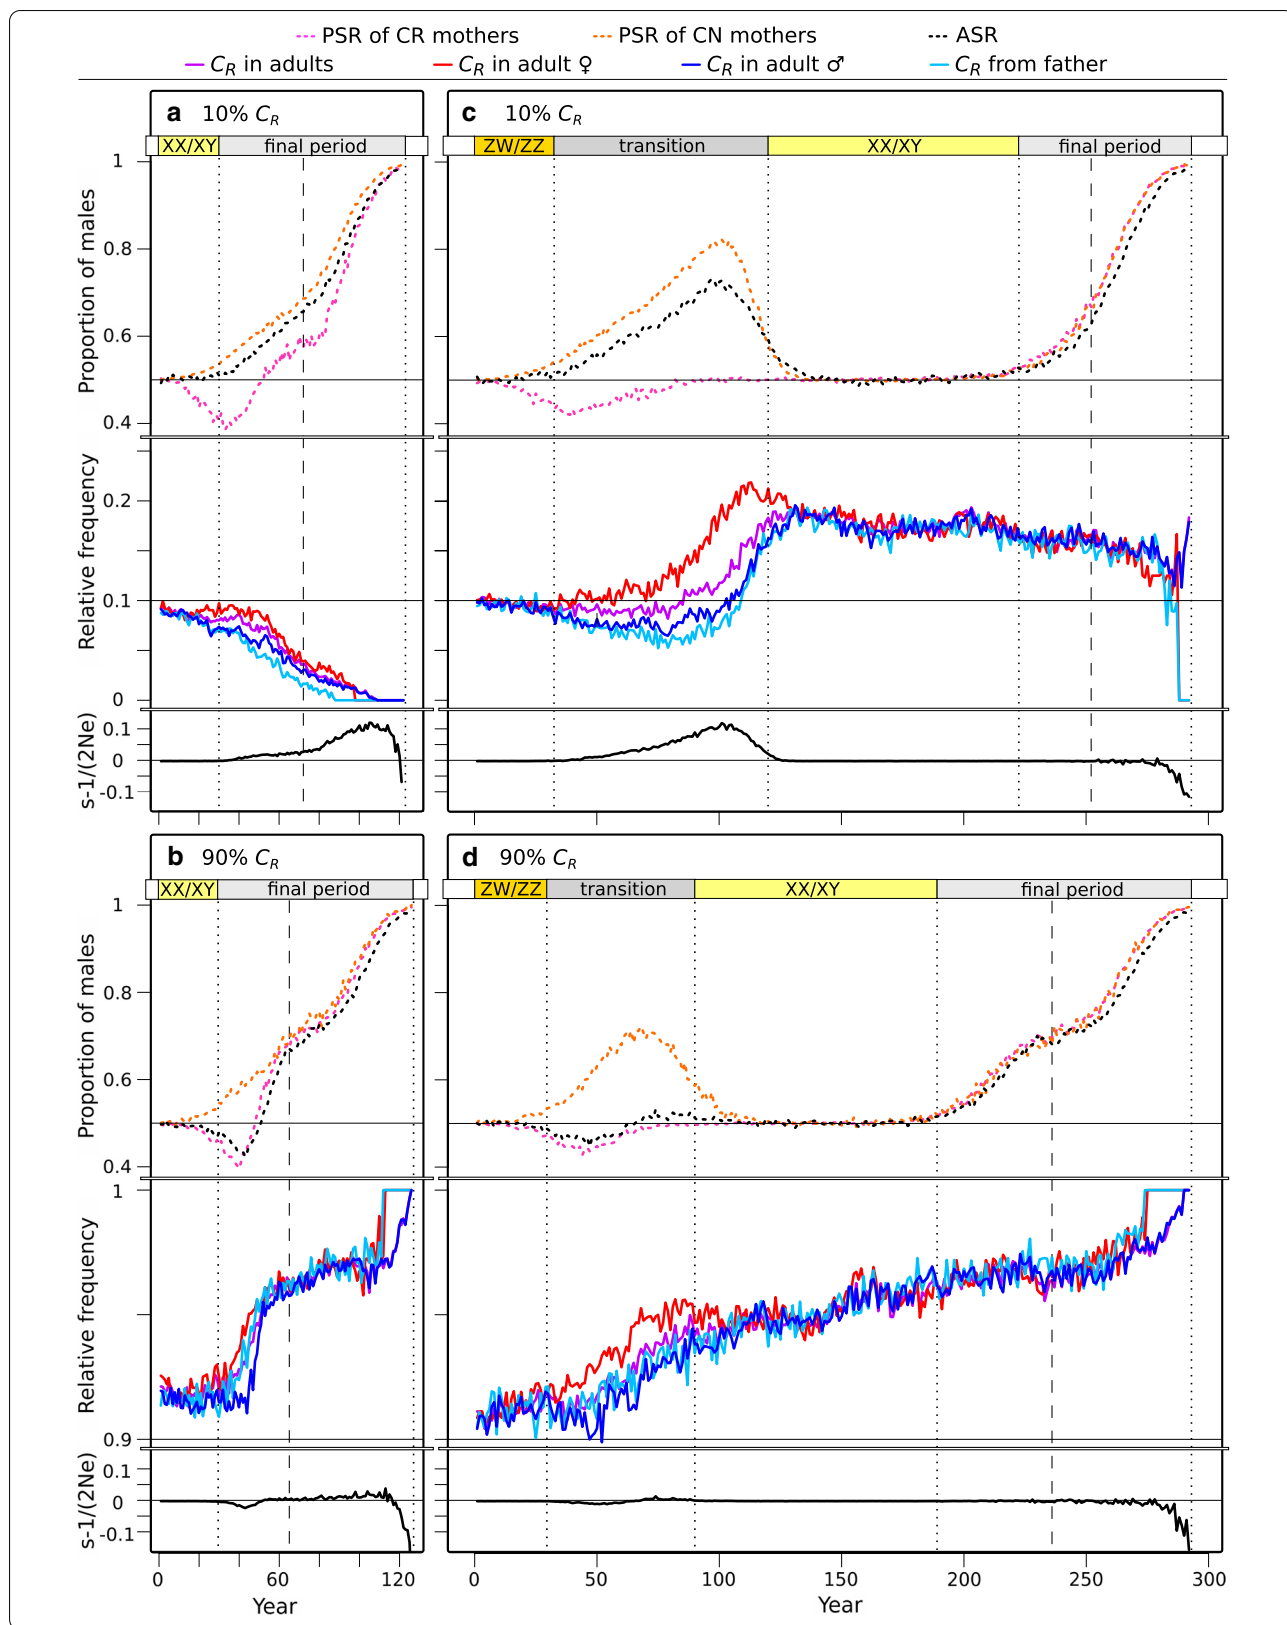 PSR of CR mothers PSR of CN mothers ASR
C_R in adults C_R in adult ♀ C_R in adult ♂ C_R from father
a 10% C_R
XX/XY final period
1
0.8
0.6
0.4
Proportion of males
0.2
0.1
0
Relative frequency
0.1
0
-0.1
s-1/(2Ne)
c 10% C_R
ZW/ZZ transition XX/XY final period
b 90% C_R
XX/XY final period
1
0.8
0.6
0.4
Proportion of males
1
0.9
Relative frequency
0.1
0
-0.1
s-1/(2Ne)
0 60 120
Year
d 90% C_R
ZW/ZZ transition XX/XY final period
0 50 100 150 200 250 300
Year